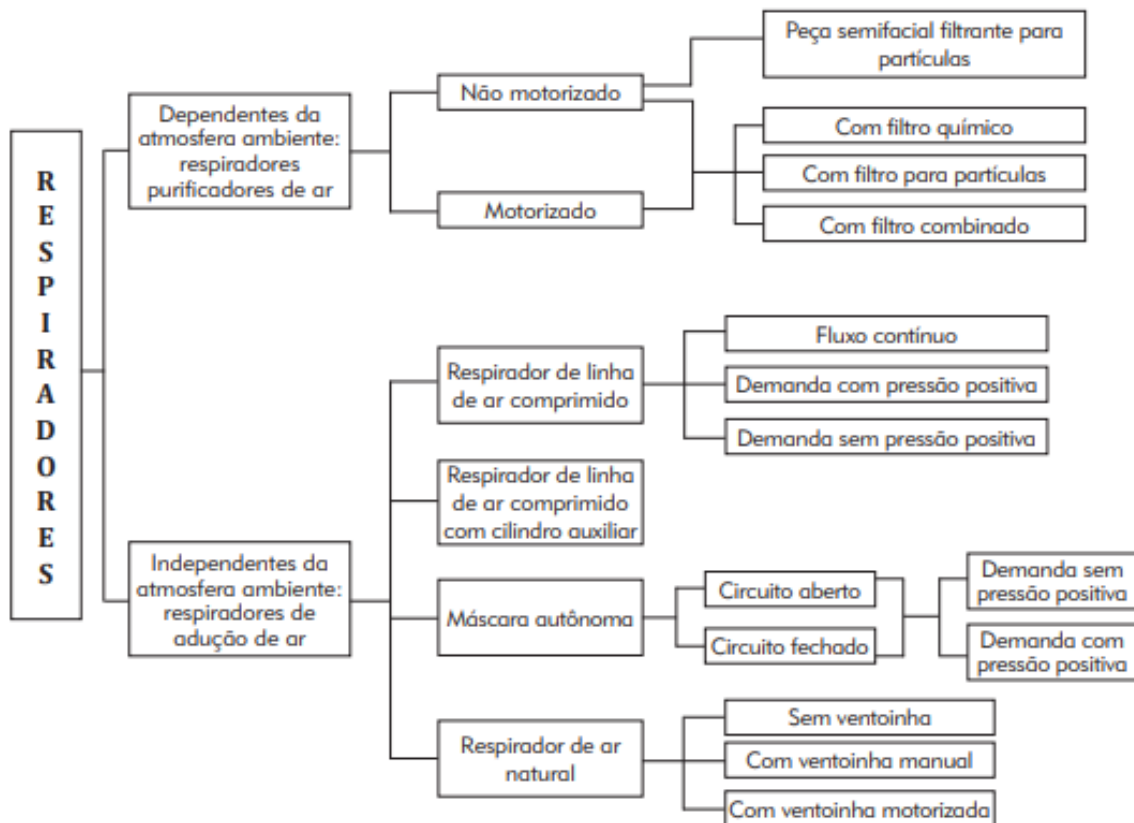 RESPIRADORES
Dependentes da
atmosfera ambiente:
respiradores
purificadores de ar
Não motorizado
Peça semifacial filtrante para
partículas
Motorizado
Com filtro químico
Com filtro para partículas
Com filtro combinado
Independentes da
atmosfera ambiente:
respiradores de
adução de ar
Respirador de linha
de ar comprimido
Fluxo contínuo
Demanda com pressão positiva
Demanda sem pressão positiva
Respirador de linha
de ar comprimido
com cilindro auxiliar
Máscara autônoma
Circuito aberto
Circuito fechado
Demanda sem
pressão positiva
Demanda com
pressão positiva
Respirador de ar
natural
Sem ventoinha
Com ventoinha manual
Com ventoinha motorizada